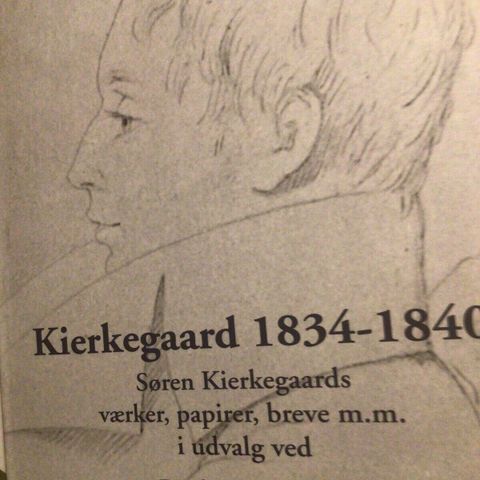 Kierkegaard 1834-1840
Søren Kierkegaards
værker, papirer, breve m.m.
i udvalg ved